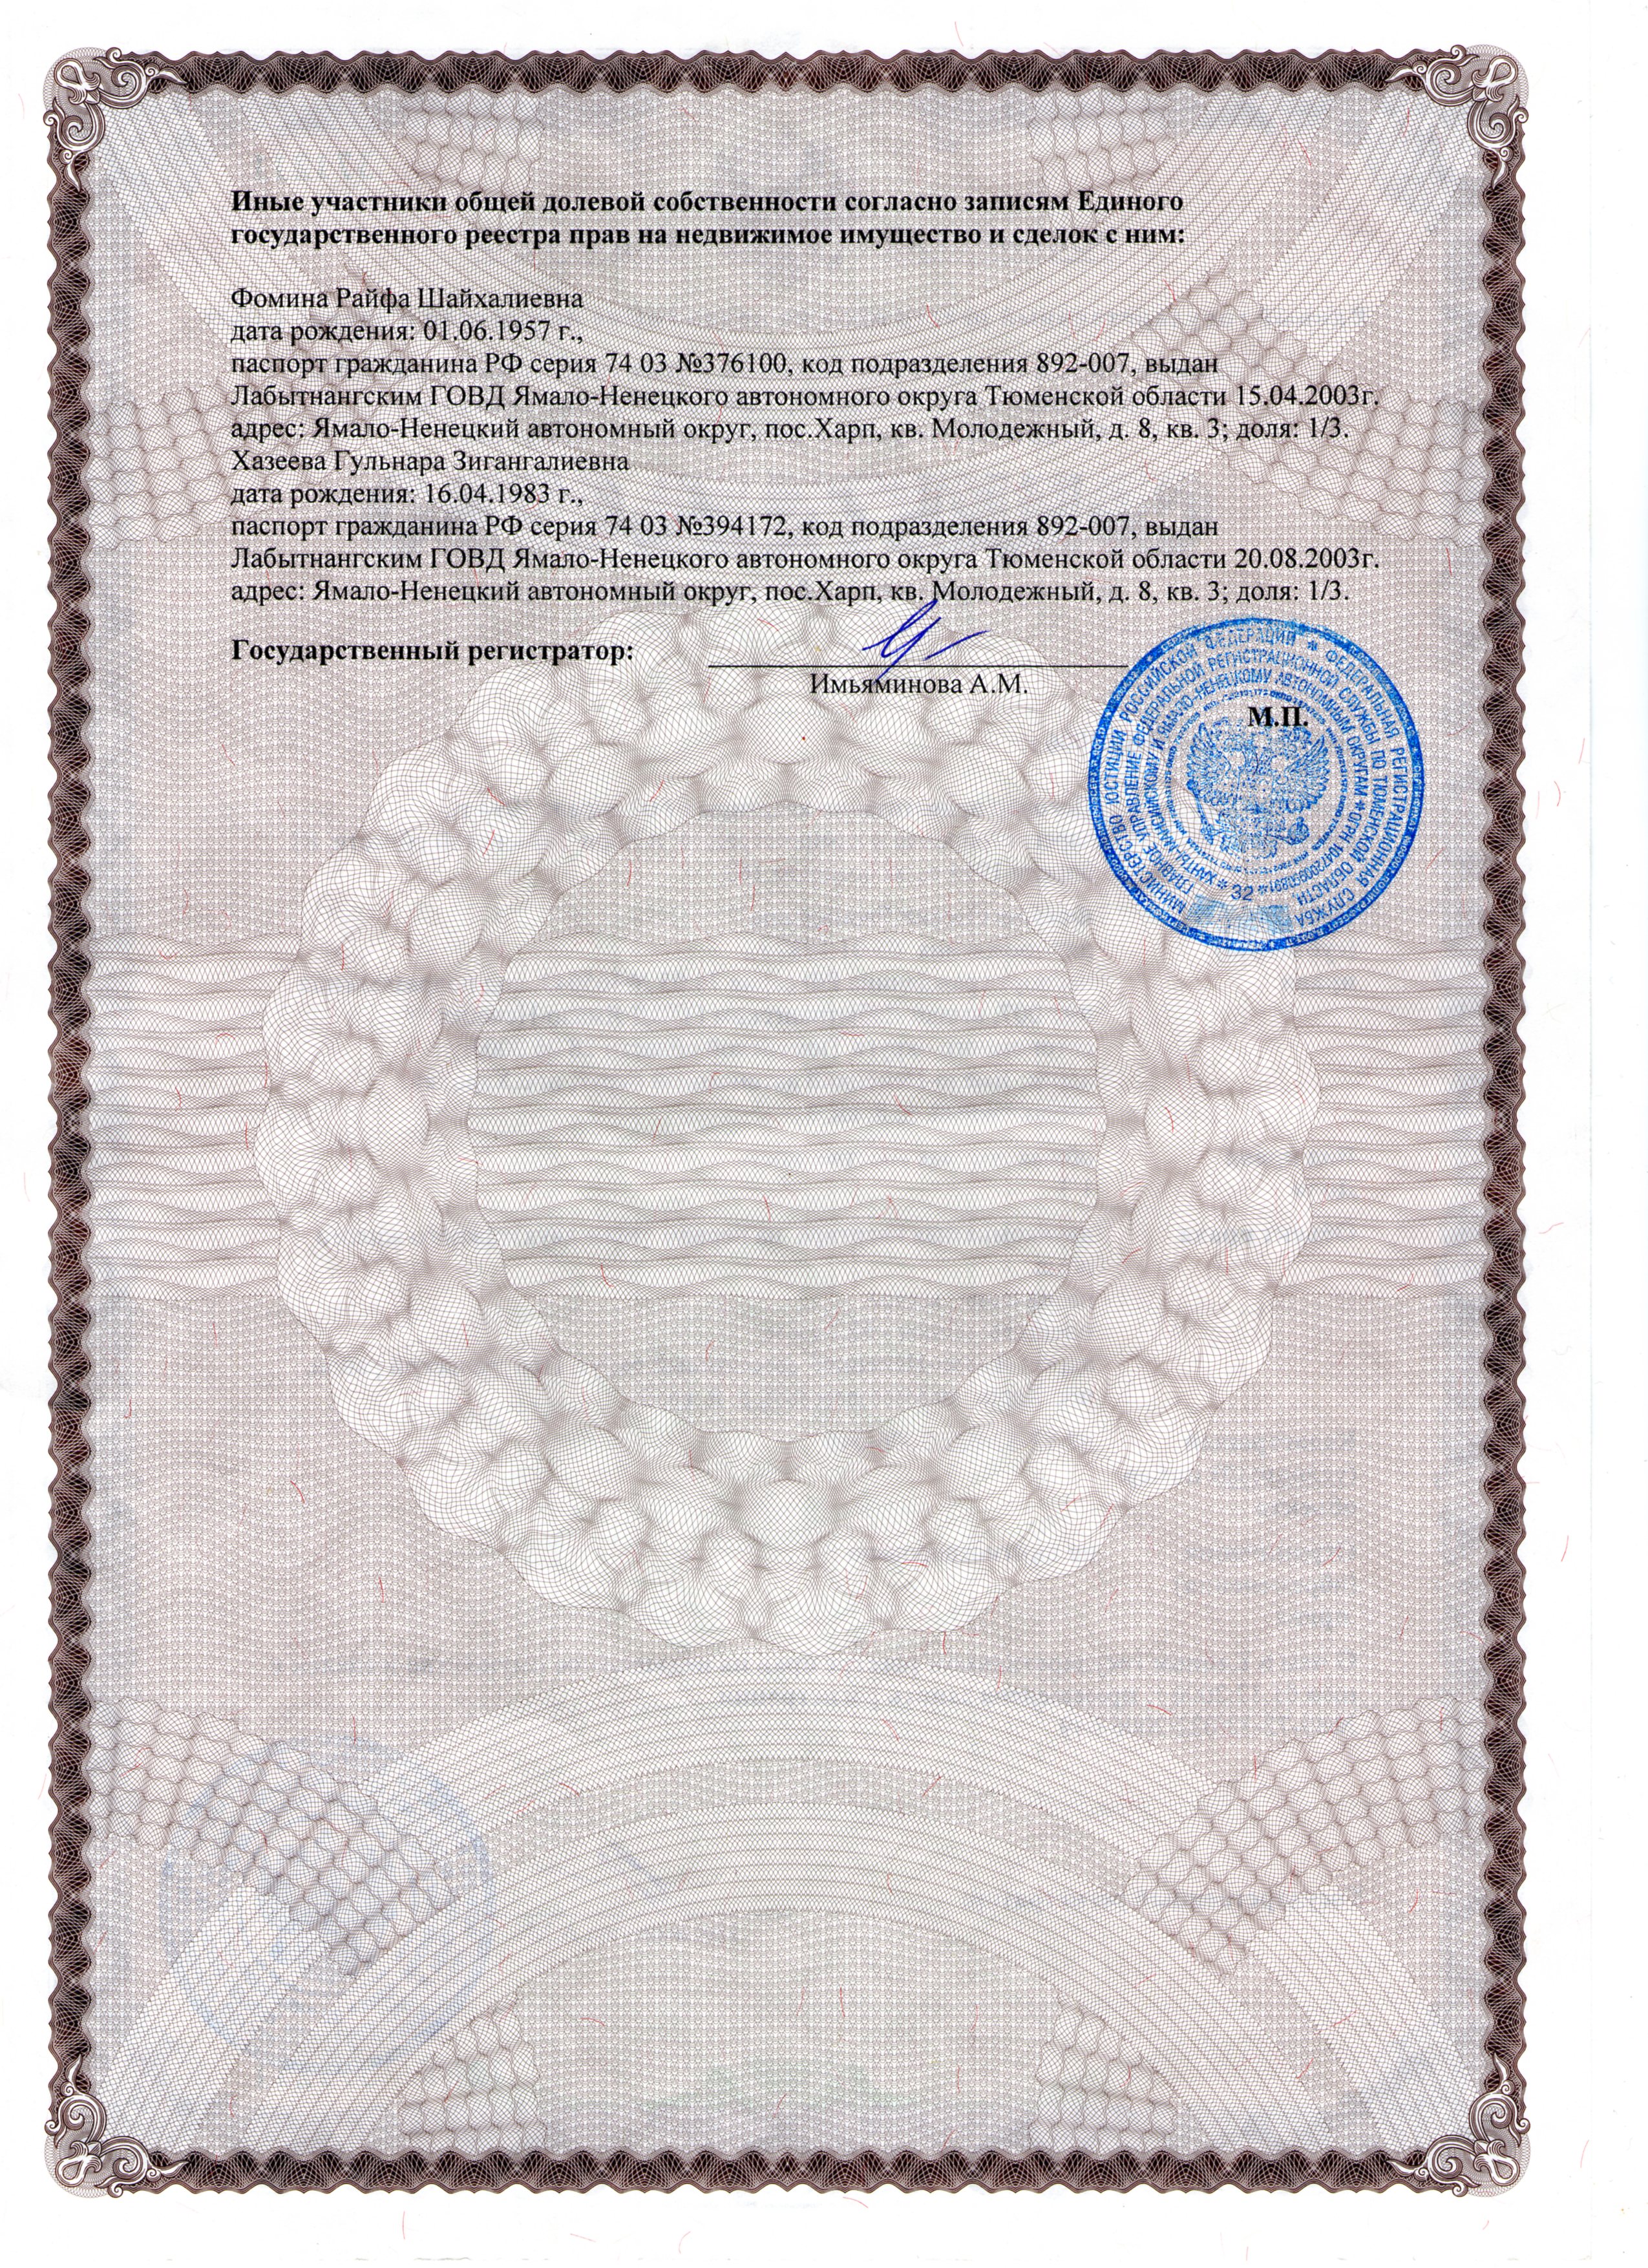 Иные участники общей долевой собственности согласно записям Единого
государственного реестра прав на недвижимое имущество и сделок с ним:
Фомина Райфа Шайхалиевна
дата рождения: 01.06.1957 г.,
паспорт гражданина РФ серия 74 03 №376100, код подразделения 892-007, выдан
Лабытнангским ГОВД Ямало-Ненецкого автономного округа Тюменской области 15.04.2003г.
адрес: Ямало-Ненецкий автономный округ, пос.Харп, кв. Молодежный, д. 8, кв. 3; доля: 1/3.
Хазеева Гульнара Зигангалиевна
дата рождения: 16.04.1983 г.,
паспорт гражданина РФ серия 74 03 №394172, код подразделения 892-007, выдан
Лабытнангским ГОВД Ямало-Ненецкого автономного округа Тюменской области 20.08.2003г.
адрес: Ямало-Ненецкий автономный округ, пос.Харп, кв. Молодежный, д. 8, кв. 3; доля: 1/3.
Государственный регистратор:
Имьяминова А.М.
М.П.
МИНИСТЕРСТВО ЮСТИЦИИ РОССИЙСКОЙ ФЕДЕРАЦИИ * ФЕДЕРАЛЬНАЯ РЕГИСТРАЦИОННАЯ СЛУЖБА
ГЛАВНОЕ УПРАВЛЕНИЕ ФЕДЕРАЛЬНОЙ РЕГИСТРАЦИОННОЙ СЛУЖБЫ ПО ТЮМЕНСКОЙ ОБЛАСТИ,
ХАНТЫ-МАНСИЙСКОМУ И ЯМАЛО-НЕНЕЦКОМУ АВТОНОМНЫМ ОКРУГАМ * ОГРН
* 32 *